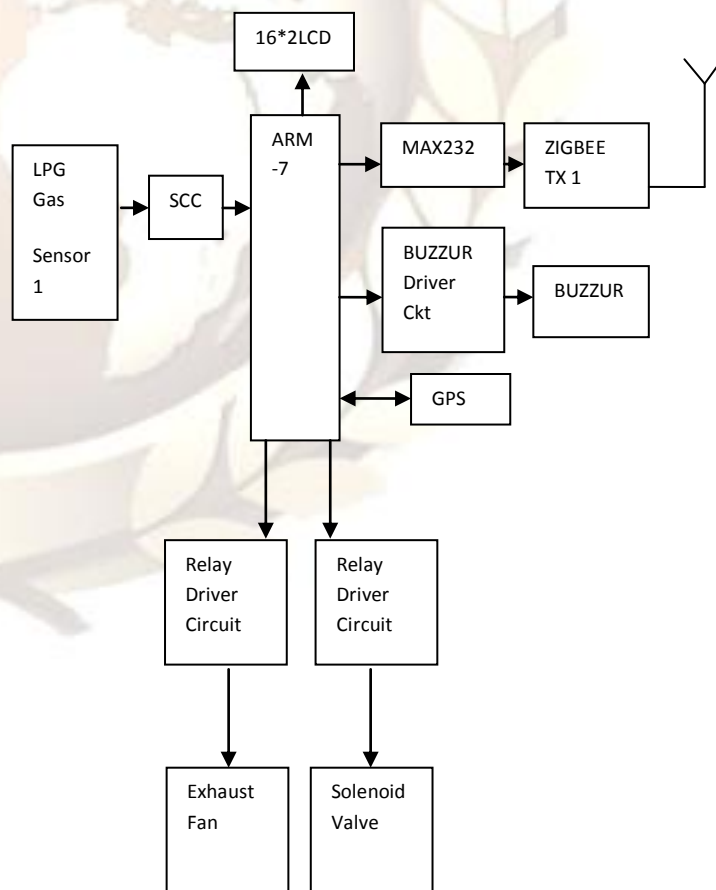 16*2LCD
ARM
-7
MAX232
ZIGBEE
TX 1
LPG
Gas
Sensor
1
SCC
BUZZUR
Driver
Ckt
BUZZUR
GPS
Relay
Driver
Circuit
Relay
Driver
Circuit
Exhaust
Fan
Solenoid
Valve